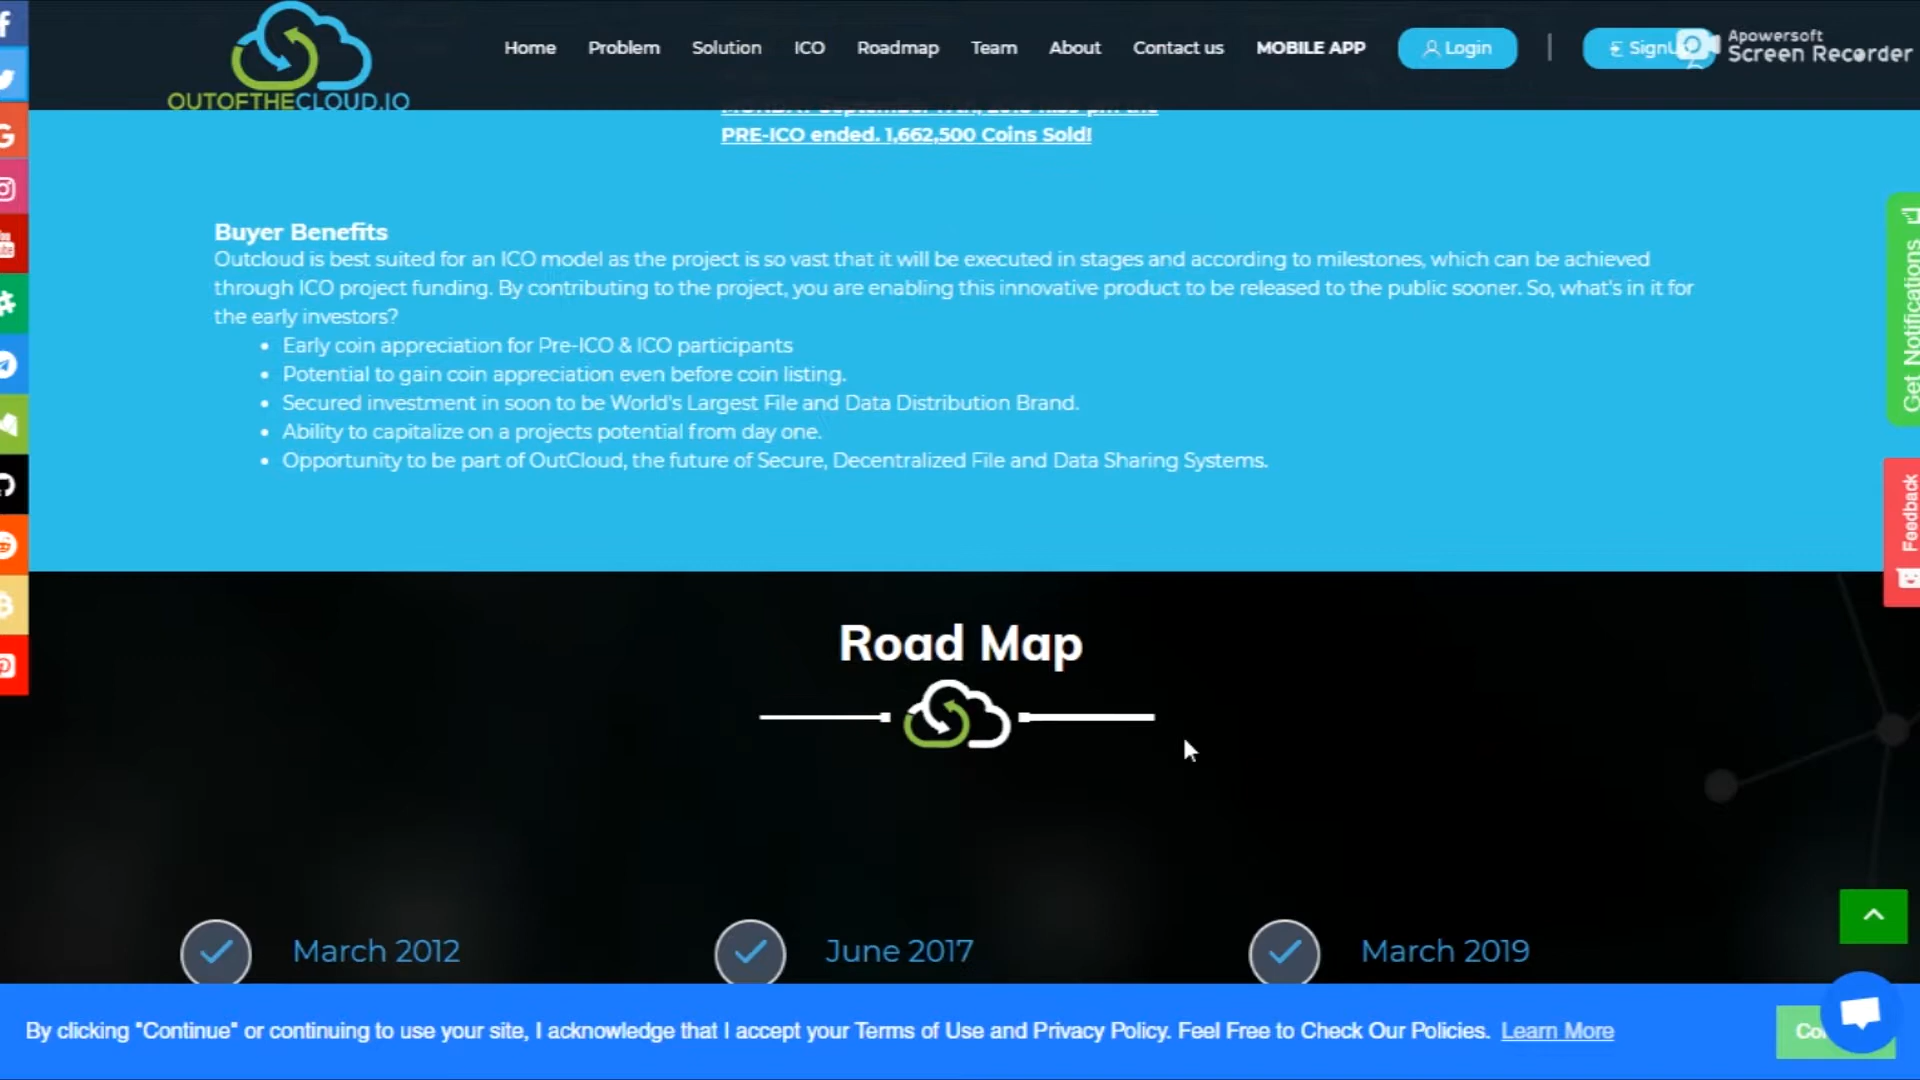 Home Problem Solution ICO Roadmap Team About Contact us MOBILE APP Login
Apowersoft
Screen Recorder
OUTOFTHECLOUD.IO
PRE-ICO ended. 1,662,500 Coins Sold!
Buyer Benefits
Outcloud is best suited for an ICO model as the project is so vast that it will be executed in stages and according to milestones, which can be achieved
through ICO project funding. By contributing to the project, you are enabling this innovative product to be released to the public sooner. So, what's in it for
the early investors?
Early coin appreciation for Pre-ICO & ICO participants
Potential to gain coin appreciation even before coin listing.
Secured investment in soon to be World's Largest File and Data Distribution Brand.
Ability to capitalize on a projects potential from day one.
Opportunity to be part of OutCloud, the future of Secure, Decentralized File and Data Sharing Systems.
Get Notifications
Feedback
Road Map
March 2012
June 2017
March 2019
By clicking "Continue" or continuing to use your site, I acknowledge that I accept your Terms of Use and Privacy Policy. Feel Free to Check Our Policies. Learn More